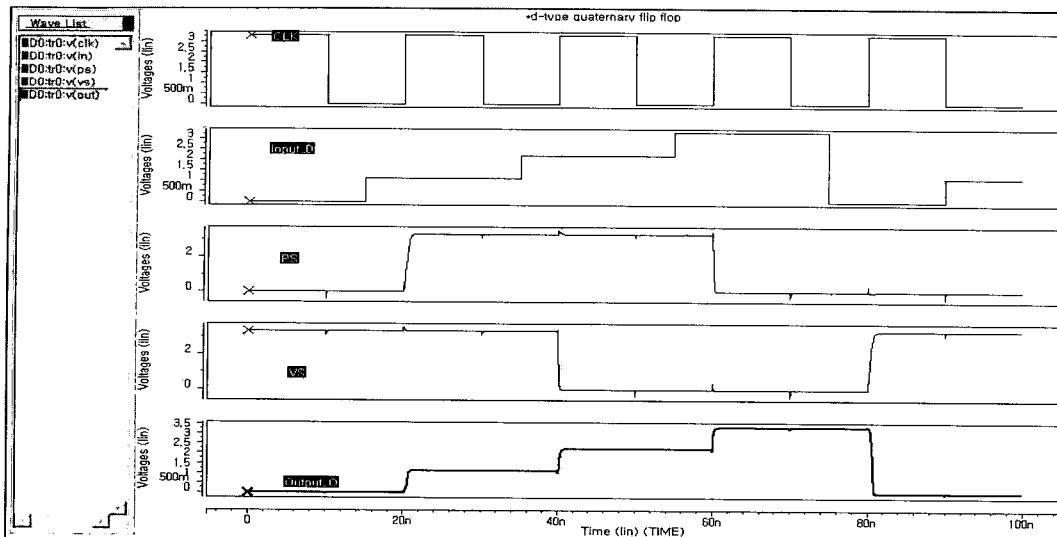 *d-type quaternary flip flop
Wave List
D0:tr0:v(clk)
D0:tr0:v(in)
D0:tr0:v(ps)
D0:tr0:v(vs)
D0:tr0:v(out)
Voltages (lin)
3
2.5
2
1.5
1
500m
0
CLK
Voltages (lin)
3
2.5
2
1.5
1
500m
0
Input_D
Voltages (lin)
2
0
PS
Voltages (lin)
2
0
VS
Voltages (lin)
3.5
3
2.5
2
1.5
1
500m
0
Output_D
0 20n 40n 60n 80n 100n
Time (lin) (TIME)